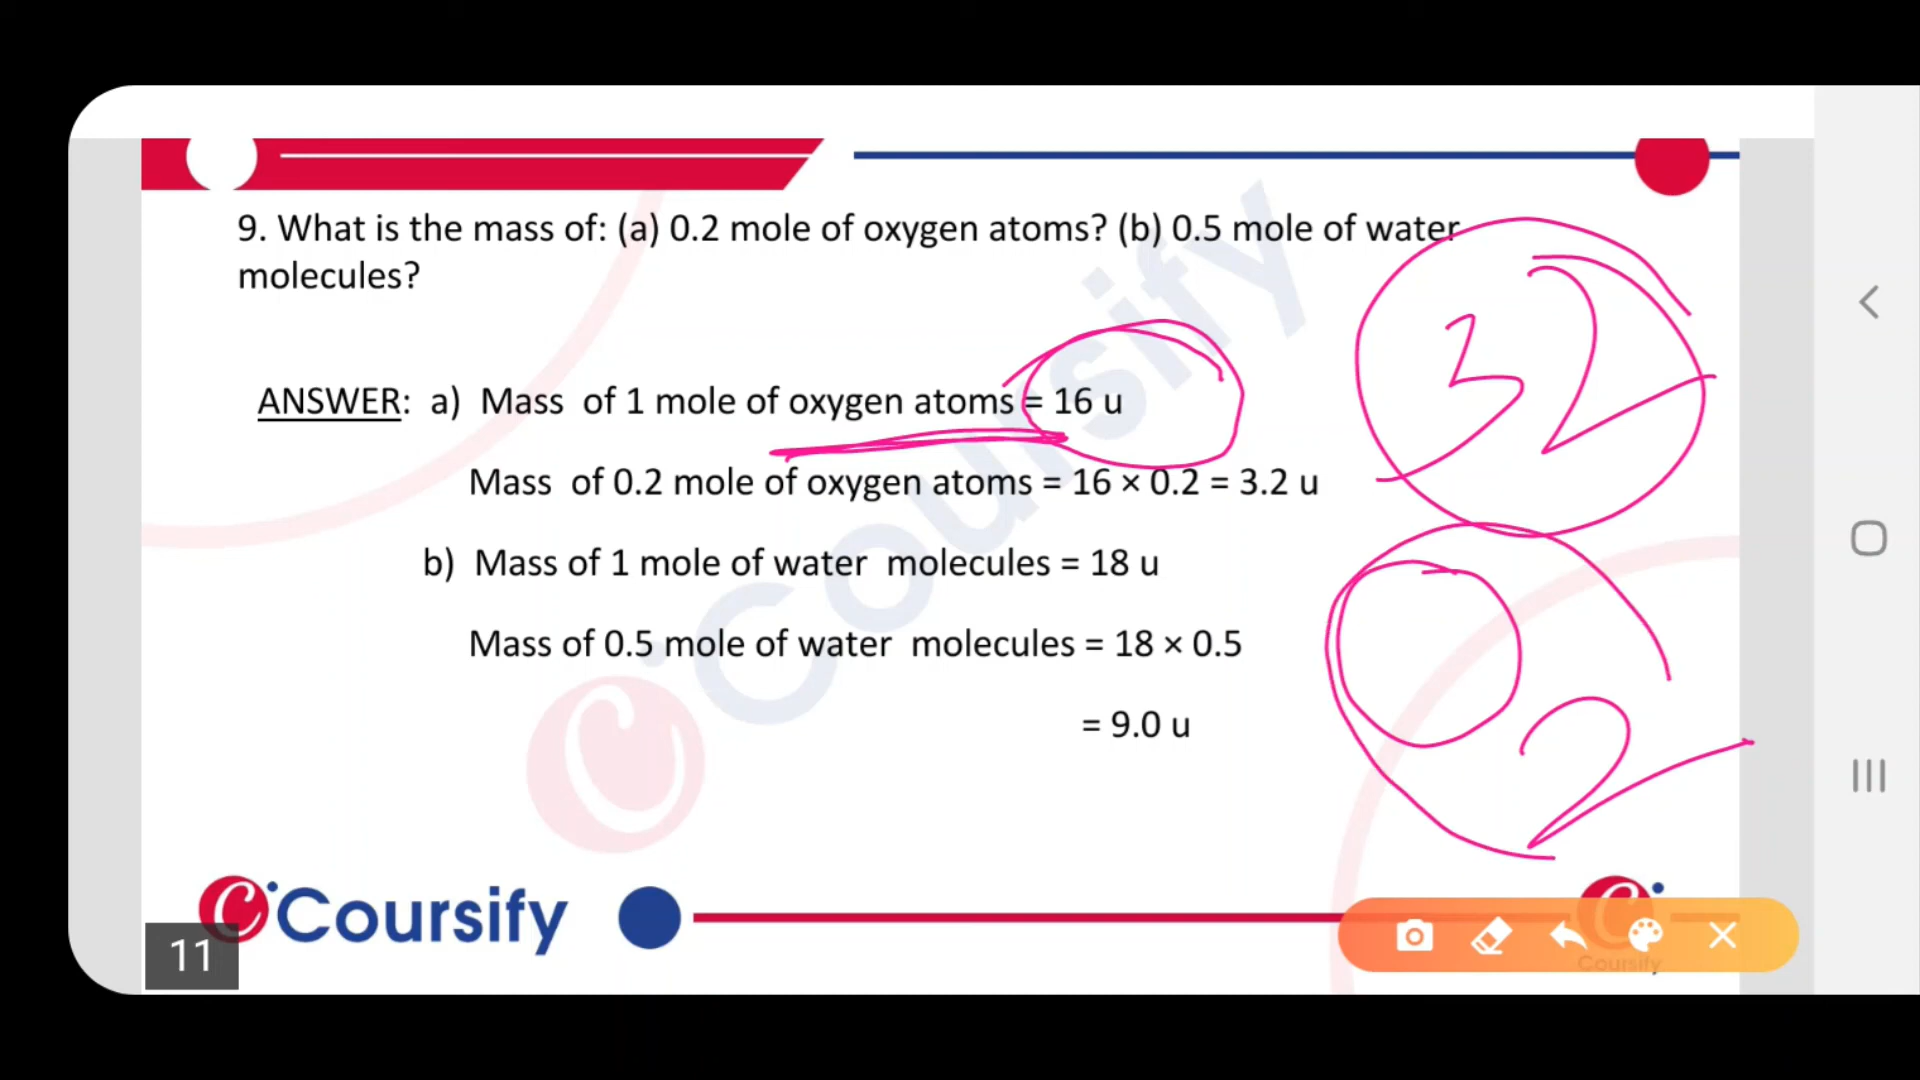 9. What is the mass of: (a) 0.2 mole of oxygen atoms? (b) 0.5 mole of water
molecules?
32
ANSWER: a) Mass of 1 mole of oxygen atoms = 16 u
Mass of 0.2 mole of oxygen atoms = 16 × 0.2 = 3.2 u
b) Mass of 1 mole of water molecules = 18 u
Mass of 0.5 mole of water molecules = 18 × 0.5
= 9.0 u
O2
Coursify
Coursify
Coursify
11